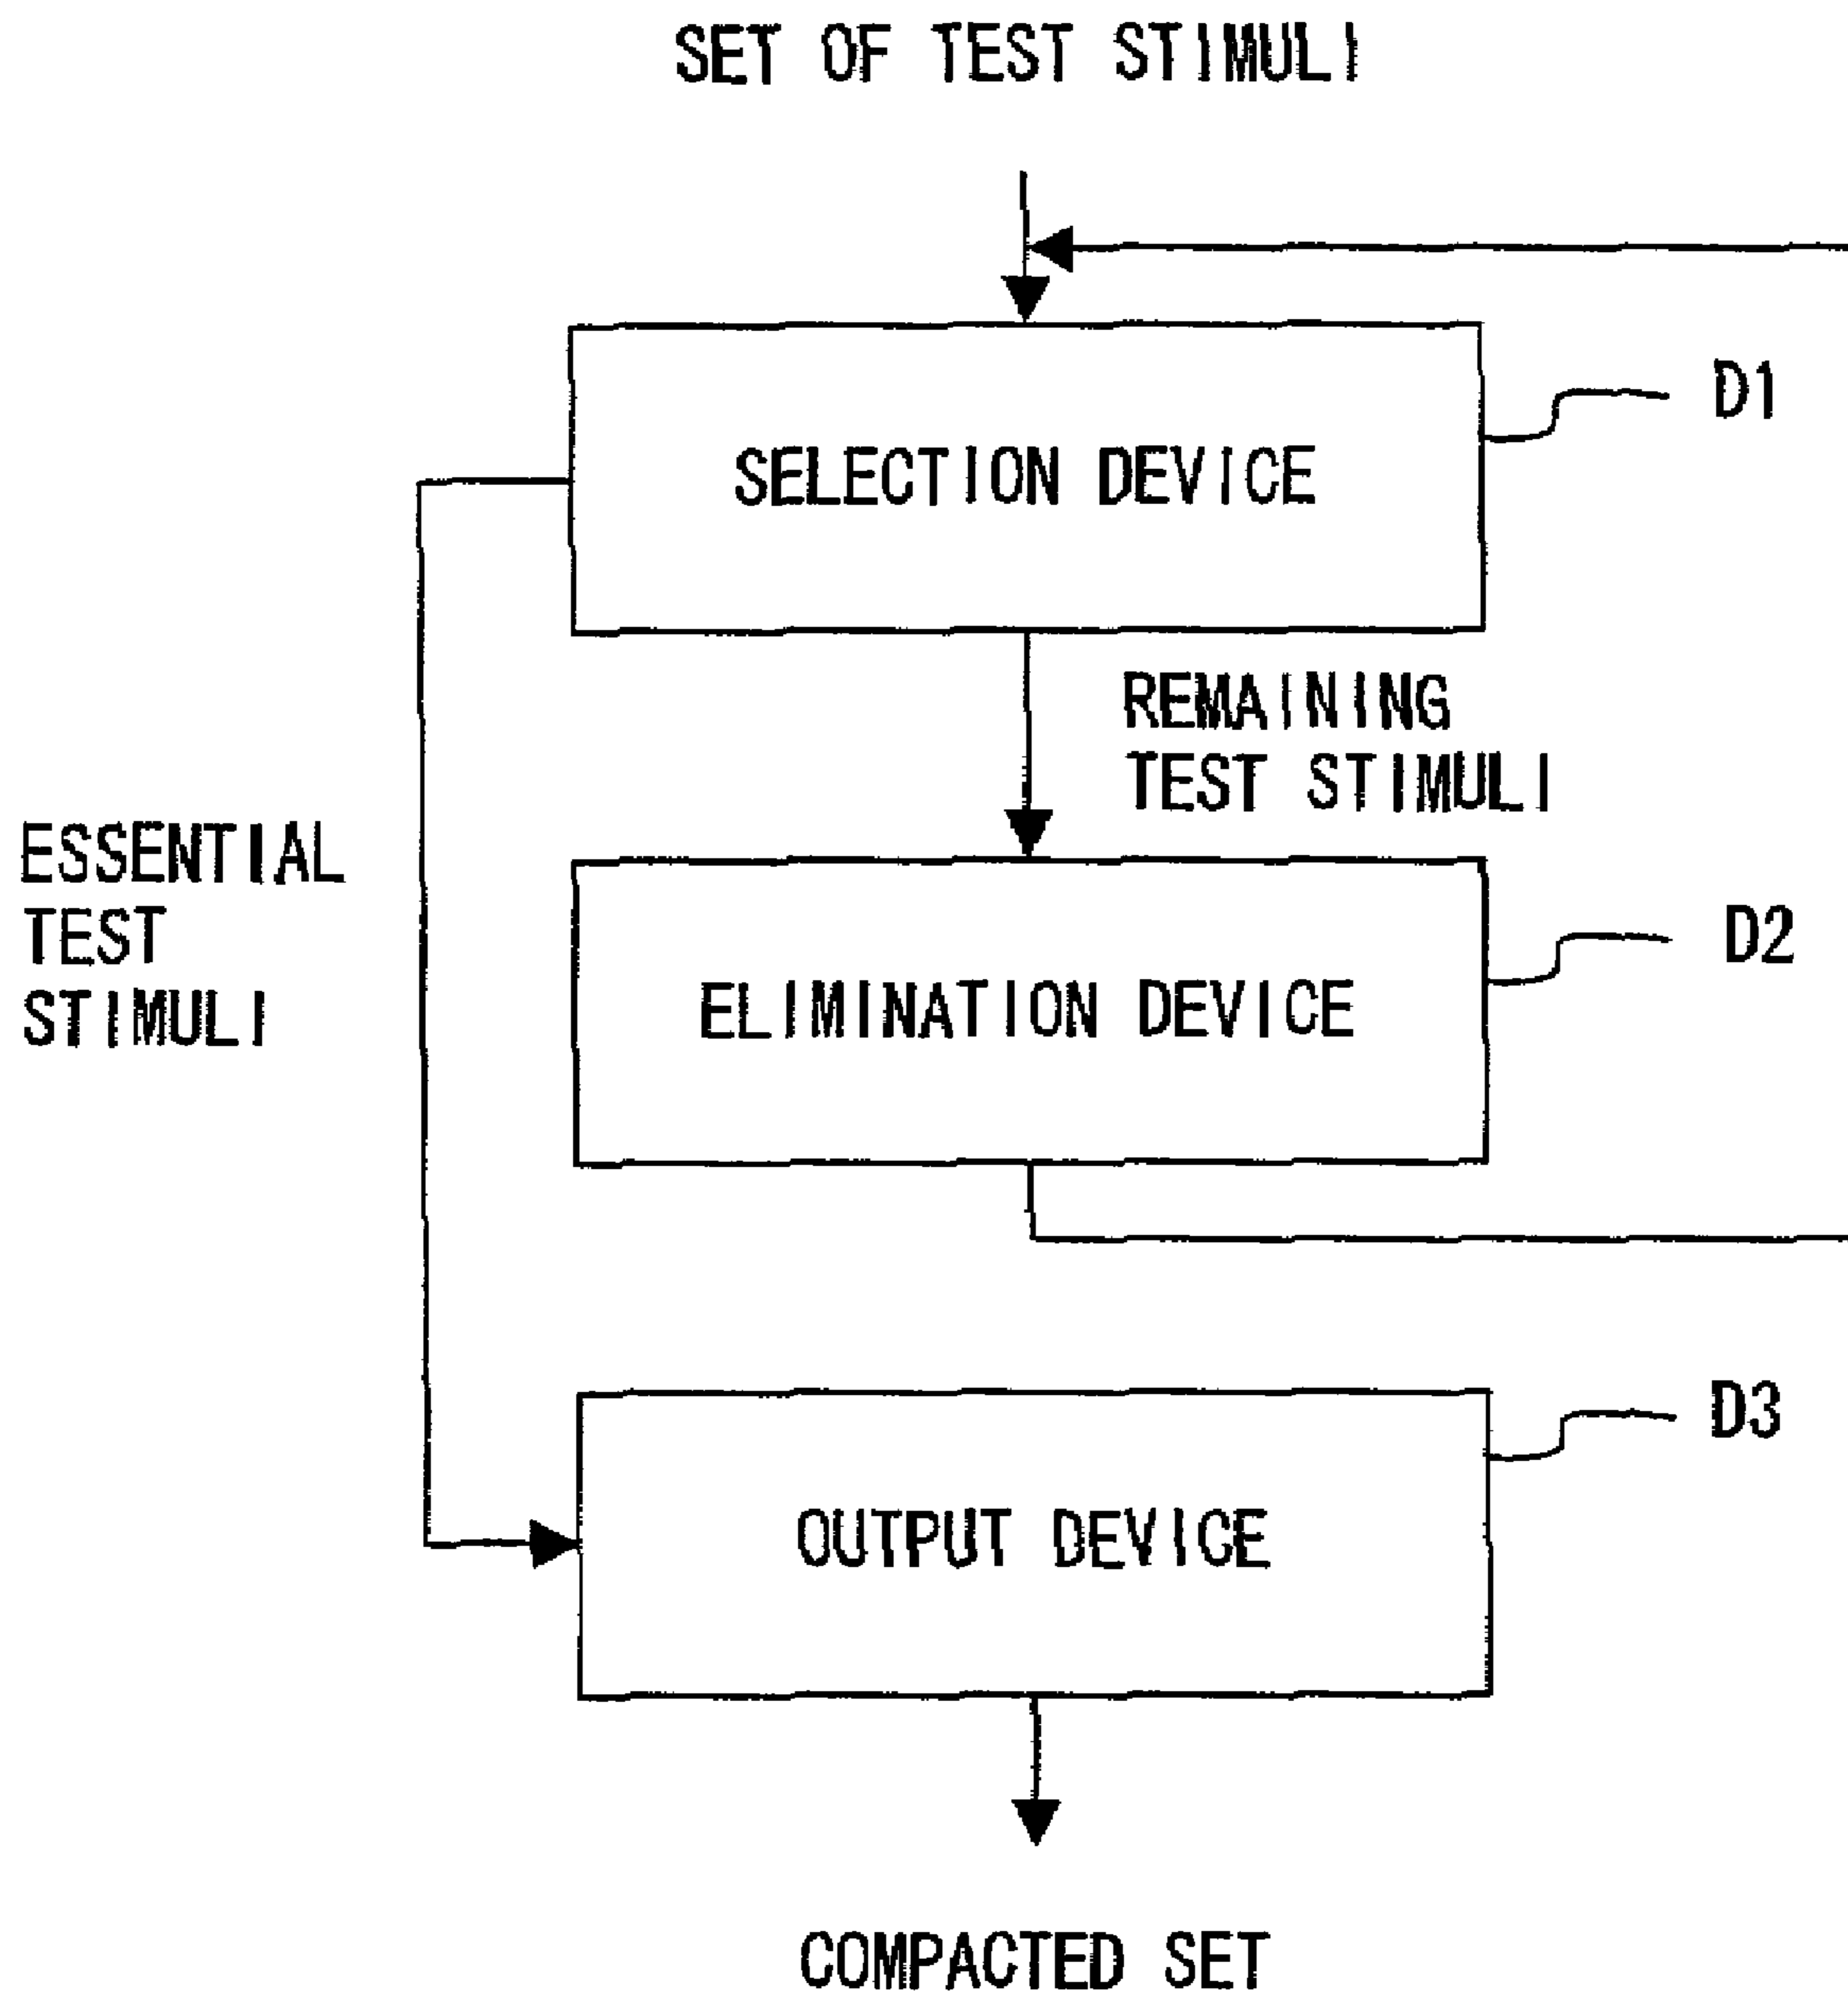 SET OF TEST STIMULI
D1
SELECTION DEVICE
REMAINING
TEST STIMULI
ESSENTIAL
TEST
STIMULI
D2
ELIMINATION DEVICE
D3
OUTPUT DEVICE
COMPACTED SET